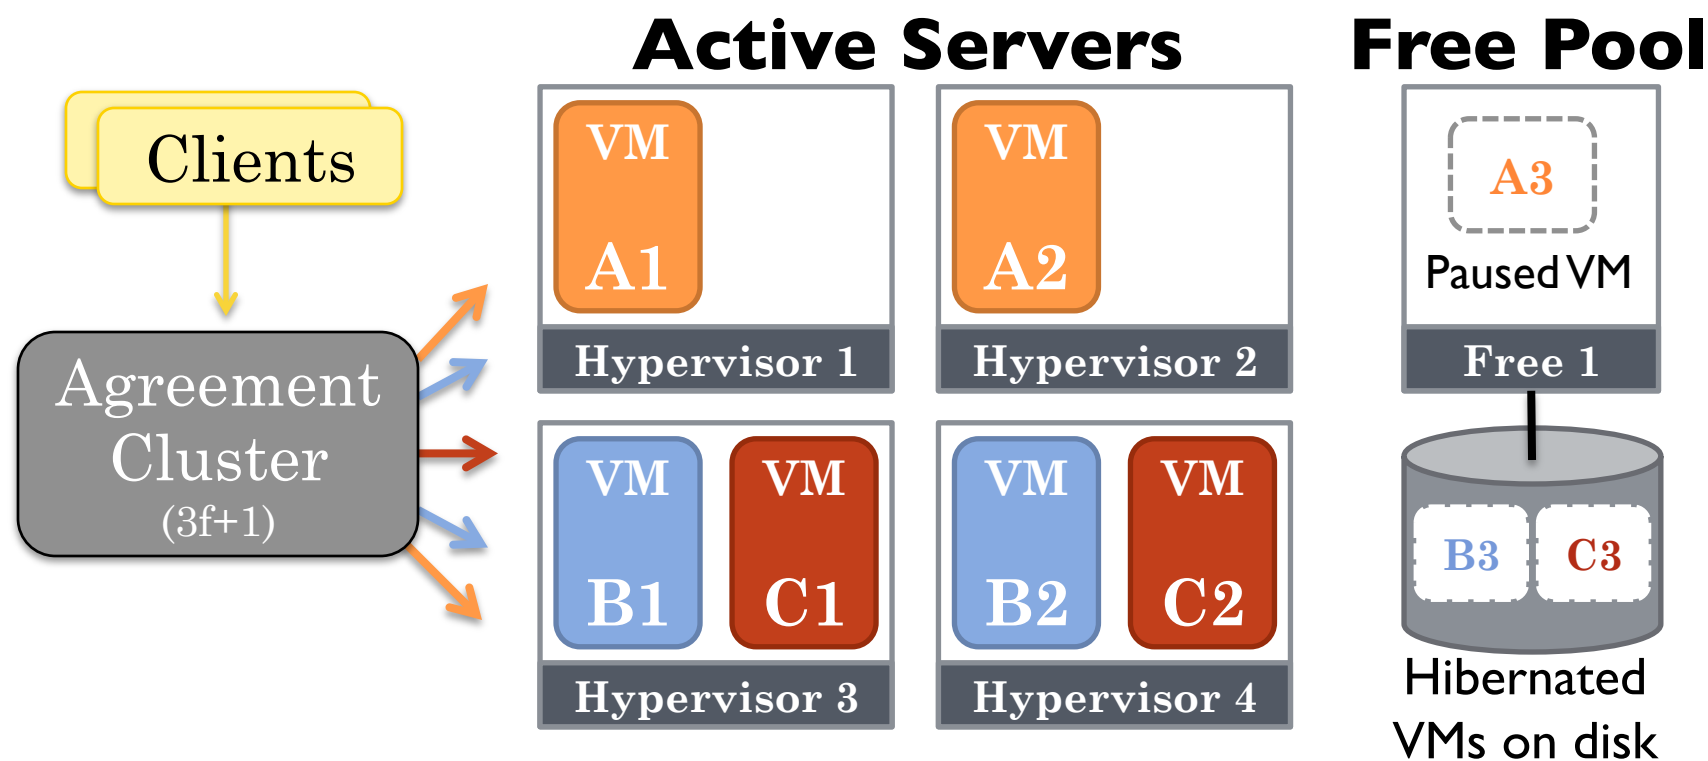 Active Servers
Free Pool
Clients
Agreement
Cluster
(3f+1)
VM
A1
Hypervisor 1
VM
A2
Hypervisor 2
VM
B1
VM
C1
Hypervisor 3
VM
B2
VM
C2
Hypervisor 4
A3
Paused VM
Free 1
B3
C3
Hibernated
VMs on disk